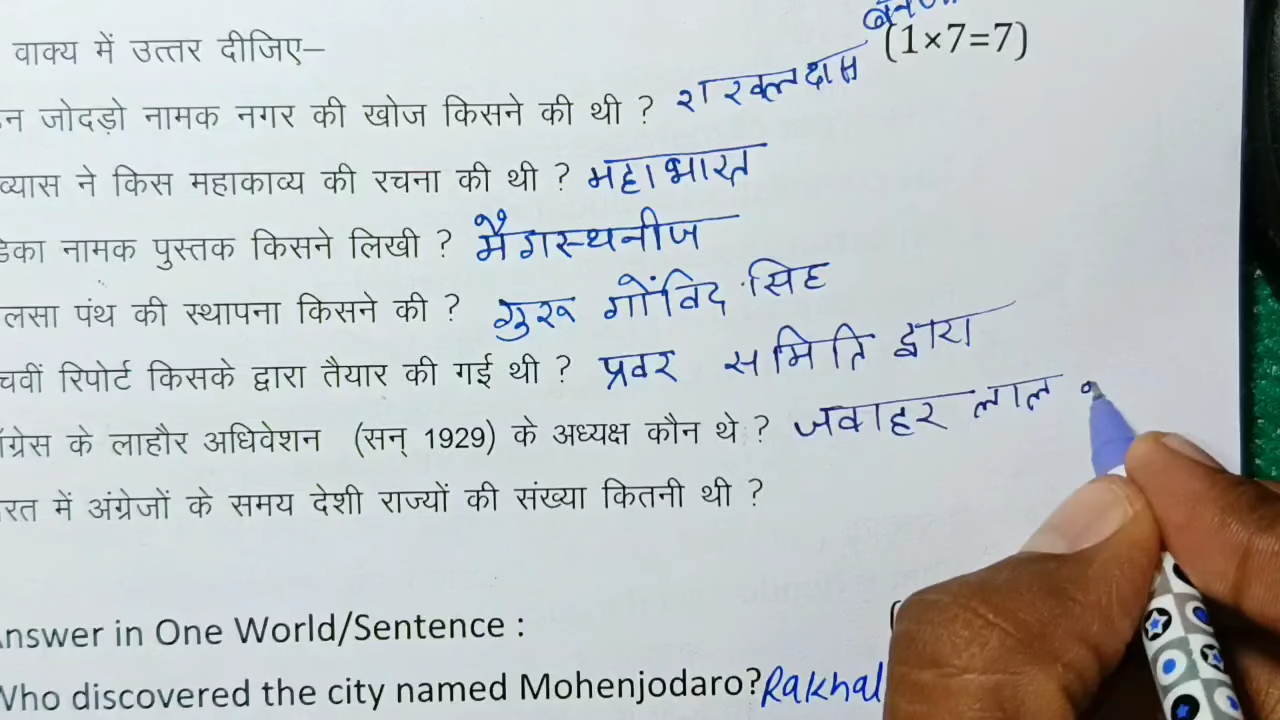 वाक्य में उत्तर दीजिए–
(1×7=7)
न जोदड़ो नामक नगर की खोज किसने की थी ?
व्यास ने किस महाकाव्य की रचना की थी ? महाभारत
डिका नामक पुस्तक किसने लिखी ? मैगस्थनीज
लसा पंथ की स्थापना किसने की ? गुरू गोंविद सिंह
चवीं रिपोर्ट किसके द्वारा तैयार की गई थी ? प्रवर समिति द्वारा
ग्रेस के लाहौर अधिवेशन (सन् 1929) के अध्यक्ष कौन थे ? जवाहर लाल
रत में अंग्रेजों के समय देशी राज्यों की संख्या कितनी थी ?
Answer in One World/Sentence :
Who discovered the city named Mohenjodaro? Rakhal